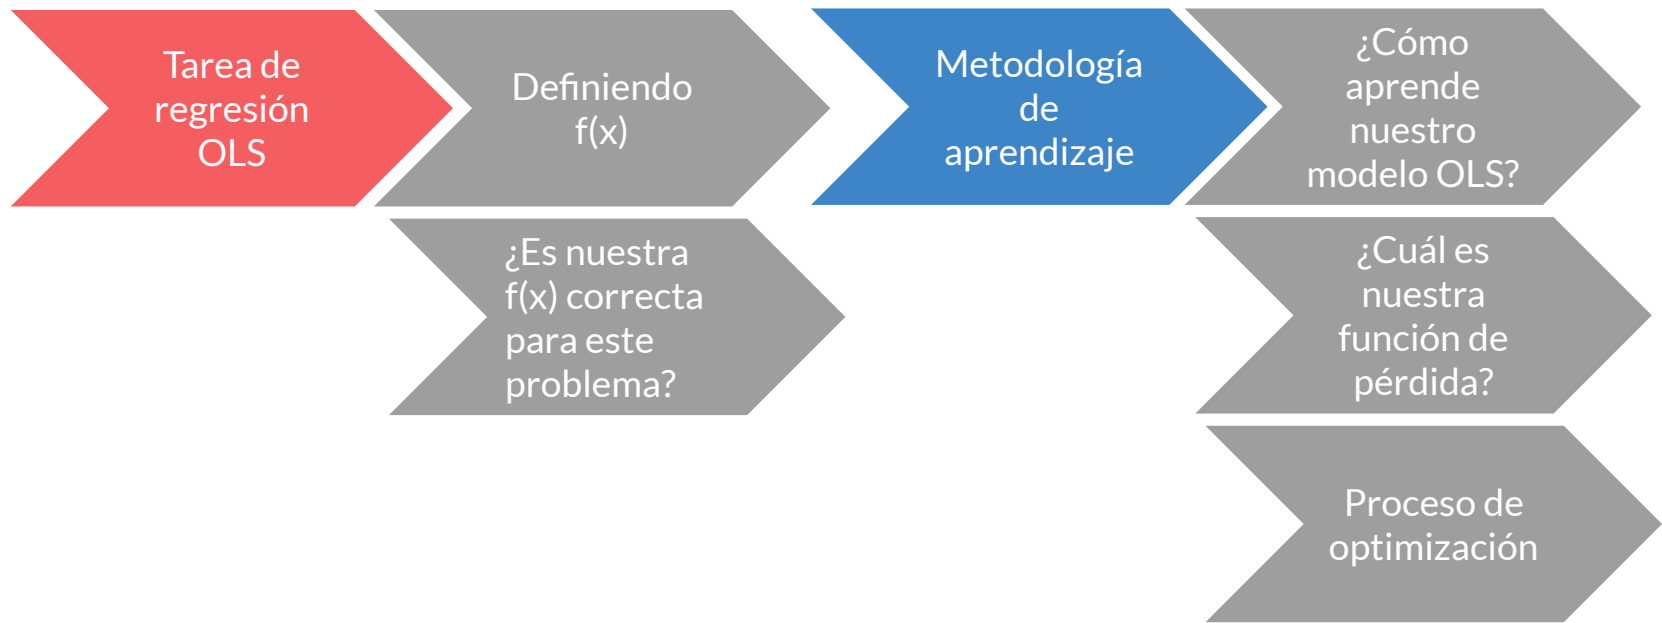 Tarea de
regresión
OLS
Definiendo
f(x)
¿Es nuestra
f(x) correcta
para este
problema?
Metodología
de
aprendizaje
¿Cómo
aprende
nuestro
modelo OLS?
¿Cuál es
nuestra
función de
pérdida?
Proceso de
optimización